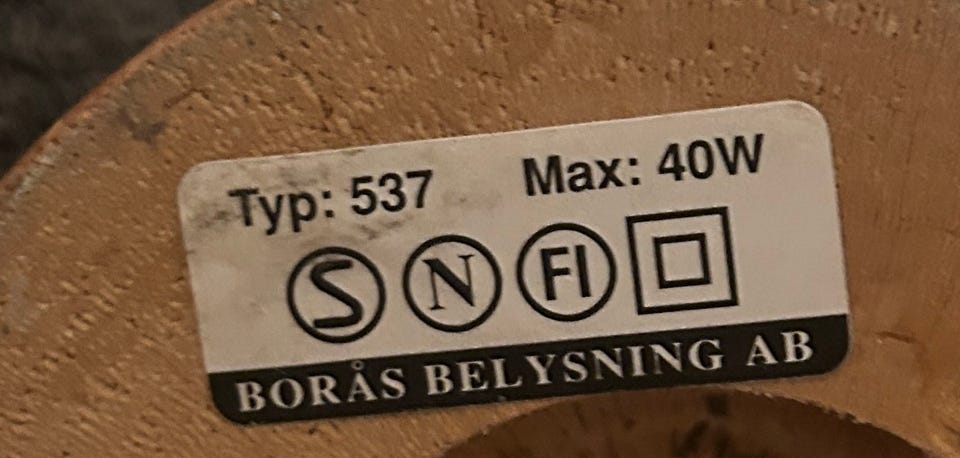 Typ: 537 Max: 40W
S N FI
BORÅS BELYSNING AB